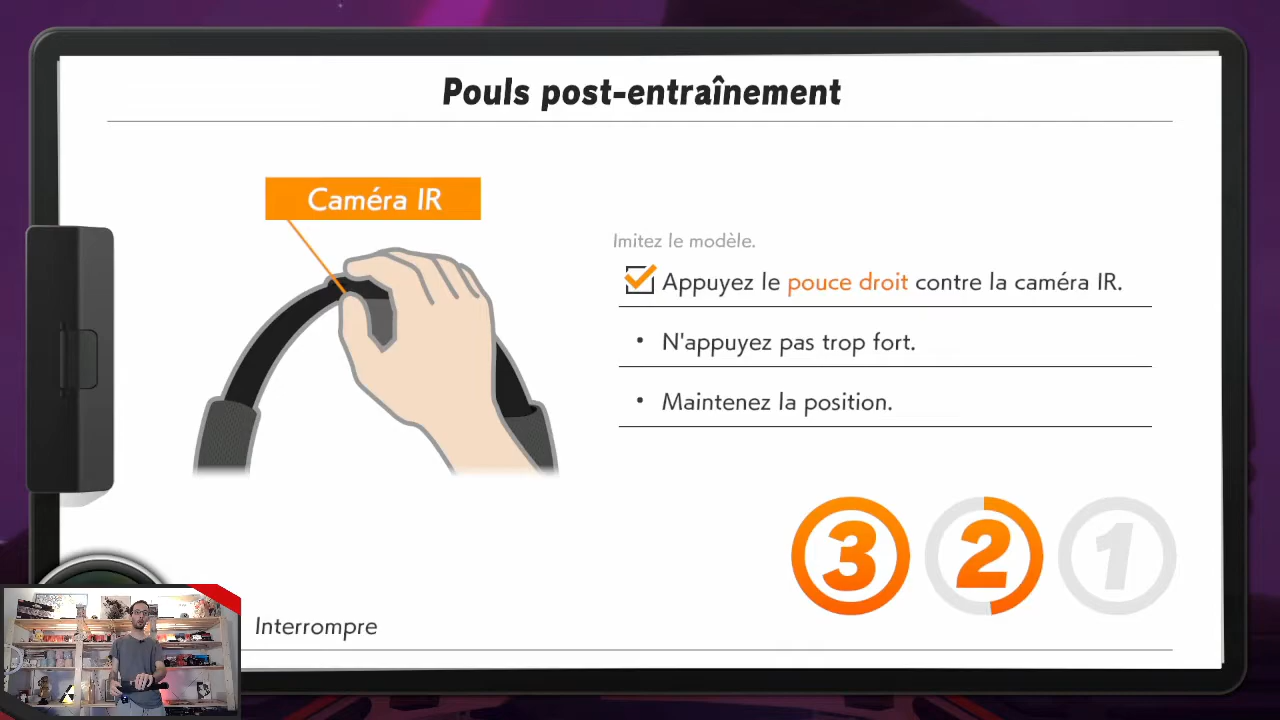 Pouls post-entraînement
Caméra IR
Imitez le modèle.
Appuyez le pouce droit contre la caméra IR.
• N'appuyez pas trop fort.
• Maintenez la position.
3 2 1
Interrompre